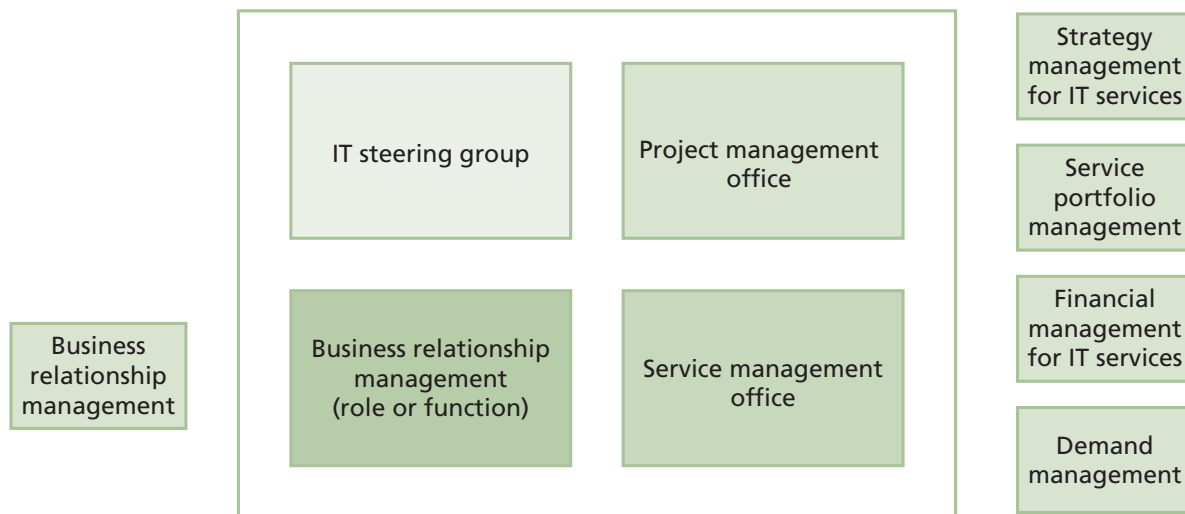 IT steering group
Project management
office
Business relationship
management
(role or function)
Service management
office
Business
relationship
management
Strategy
management
for IT services
Service
portfolio
management
Financial
management
for IT services
Demand
management